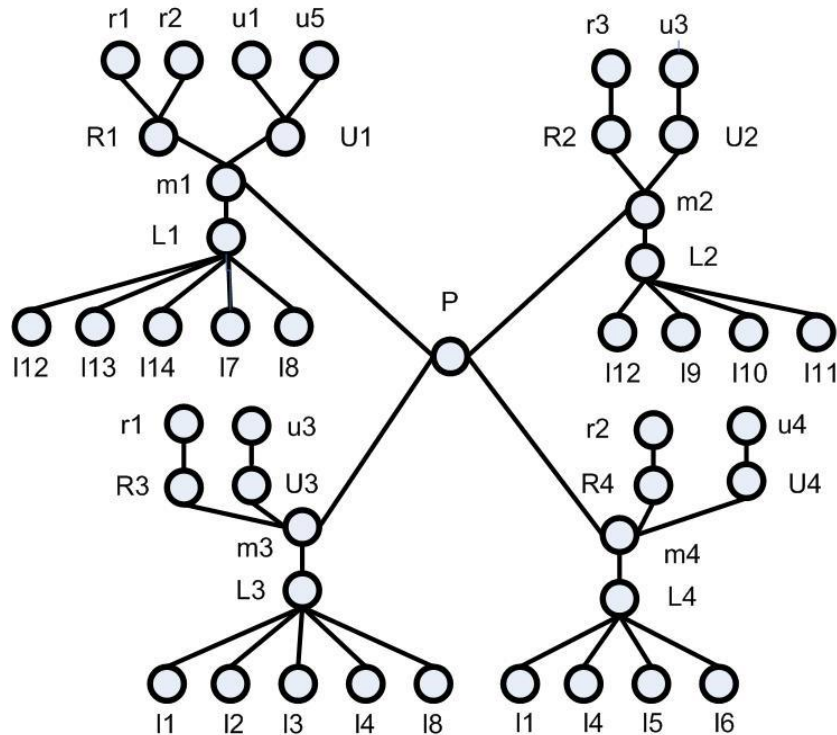 r1 r2 u1 u5
r3 u3
R1 U1
R2 U2
m1
m2
L1
L2
P
l12 l13 l14 l7 l8
l12 l9 l10 l11
r1 u3
r2 u4
R3 U3
R4 U4
m3
m4
L3
L4
l1 l2 l3 l4 l8
l1 l4 l5 l6